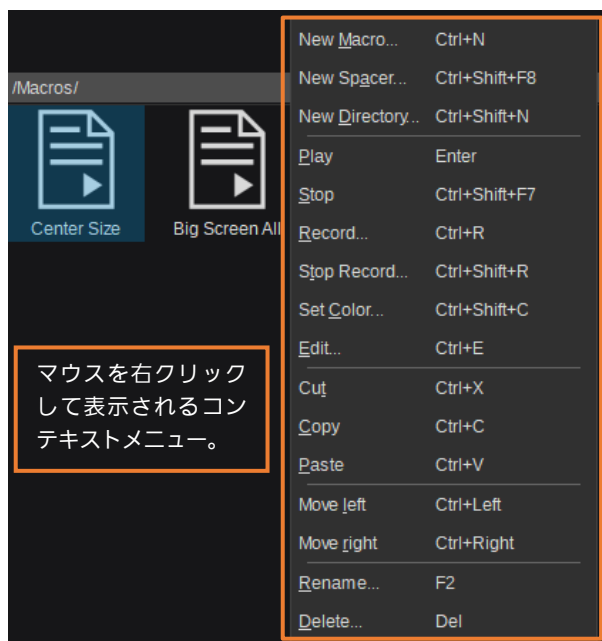 /Macros/
Center Size
Big Screen All
マウスを右クリック
して表示されるコン
テキストメニュー。
New Macro... Ctrl+N
New Spacer... Ctrl+Shift+F8
New Directory... Ctrl+Shift+N
Play Enter
Stop Ctrl+Shift+F7
Record... Ctrl+R
Stop Record... Ctrl+Shift+R
Set Color... Ctrl+Shift+C
Edit... Ctrl+E
Cut Ctrl+X
Copy Ctrl+C
Paste Ctrl+V
Move left Ctrl+Left
Move right Ctrl+Right
Rename... F2
Delete... Del